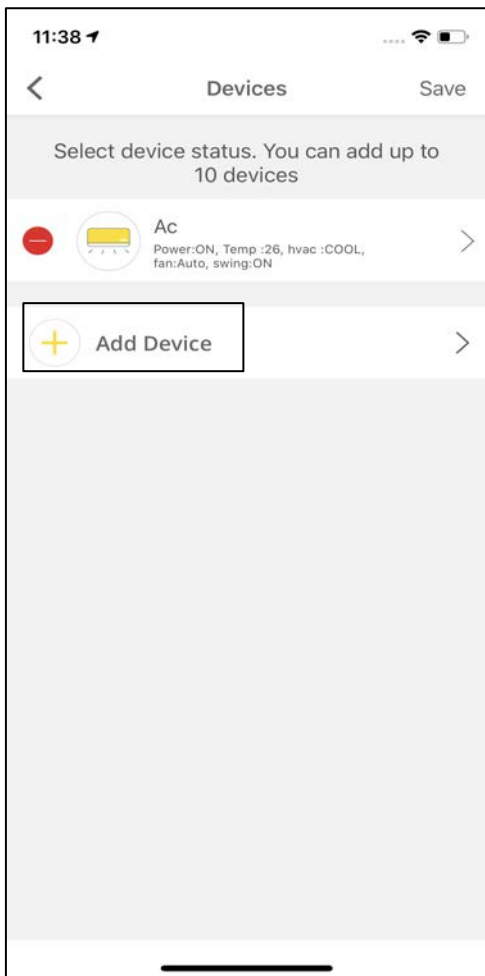 11:38
Devices Save
Select device status. You can add up to
10 devices
Ac
Power:ON, Temp :26, hvac :COOL,
fan:Auto, swing:ON
Add Device